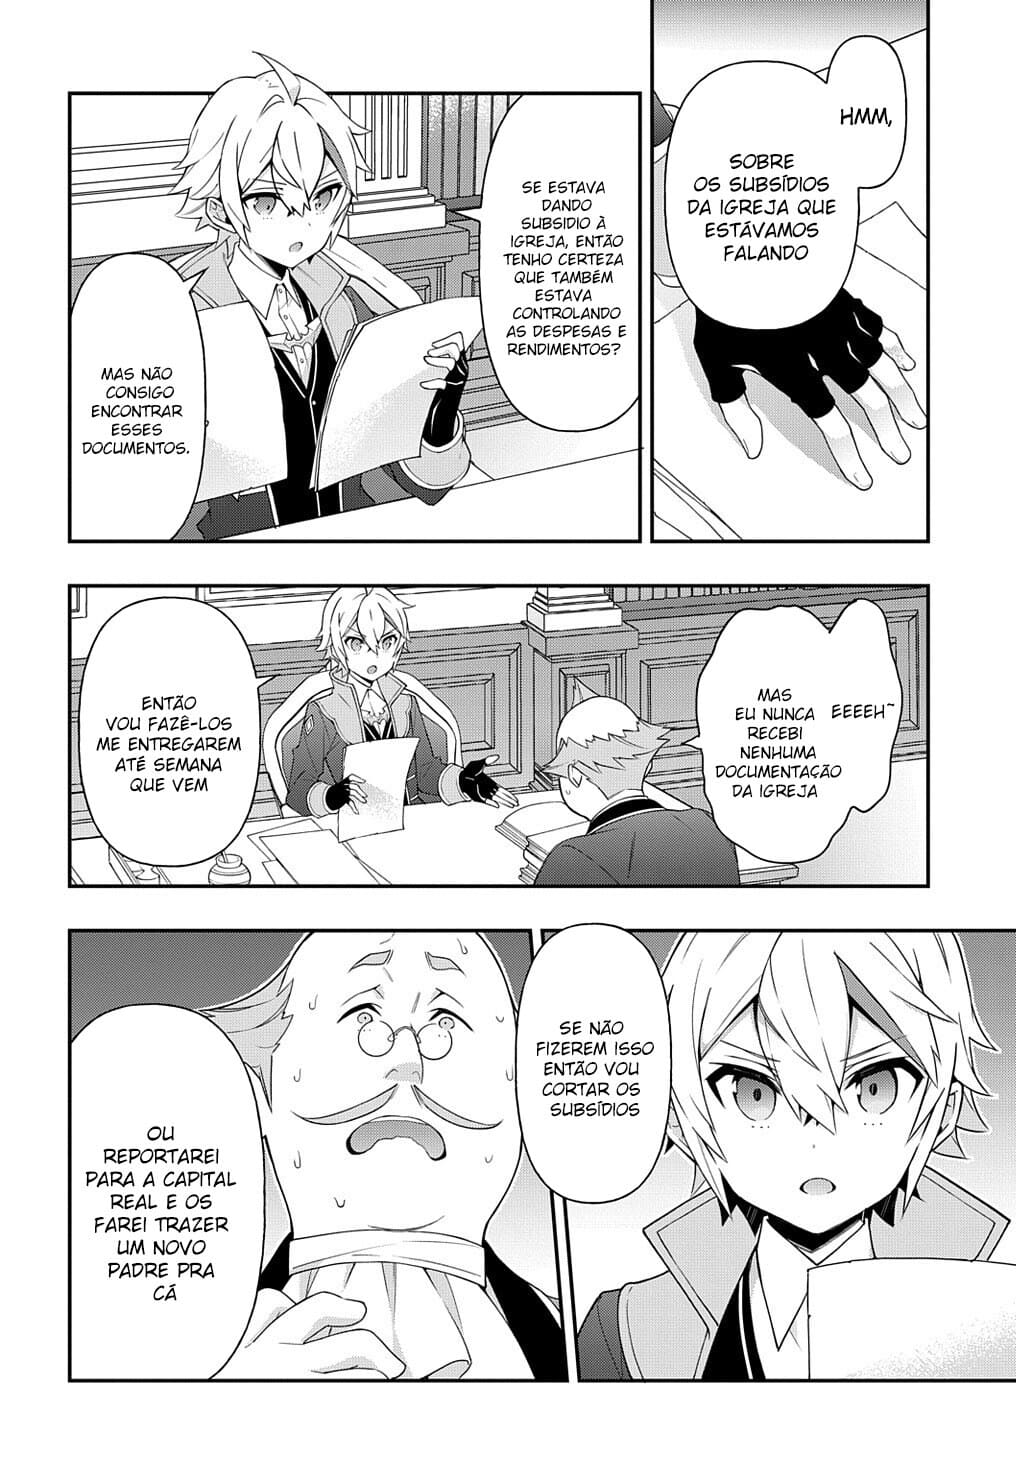 HMM,
SOBRE
OS SUBSÍDIOS
DA IGREJA QUE
ESTÁVAMOS
FALANDO
SE ESTAVA
DANDO
SUBSIDIO À
IGREJA, ENTÃO
TENHO CERTEZA
QUE TAMBÉM
ESTAVA
CONTROLANDO
AS DESPESAS E
RENDIMENTOS?
MAS NÃO
CONSIGO
ENCONTRAR
ESSES
DOCUMENTOS.
EEEEH~
MAS
EU NUNCA
RECEBI
NENHUMA
DOCUMENTAÇÃO
DA IGREJA
ENTÃO
VOU FAZÊ-LOS
ME ENTREGAREM
ATÉ SEMANA
QUE VEM
SE NÃO
FIZEREM ISSO
ENTÃO VOU
CORTAR OS
SUBSÍDIOS
OU
REPORTAREI
PARA A CAPITAL
REAL E OS
FAREI TRAZER
UM NOVO
PADRE PRA
CÁ